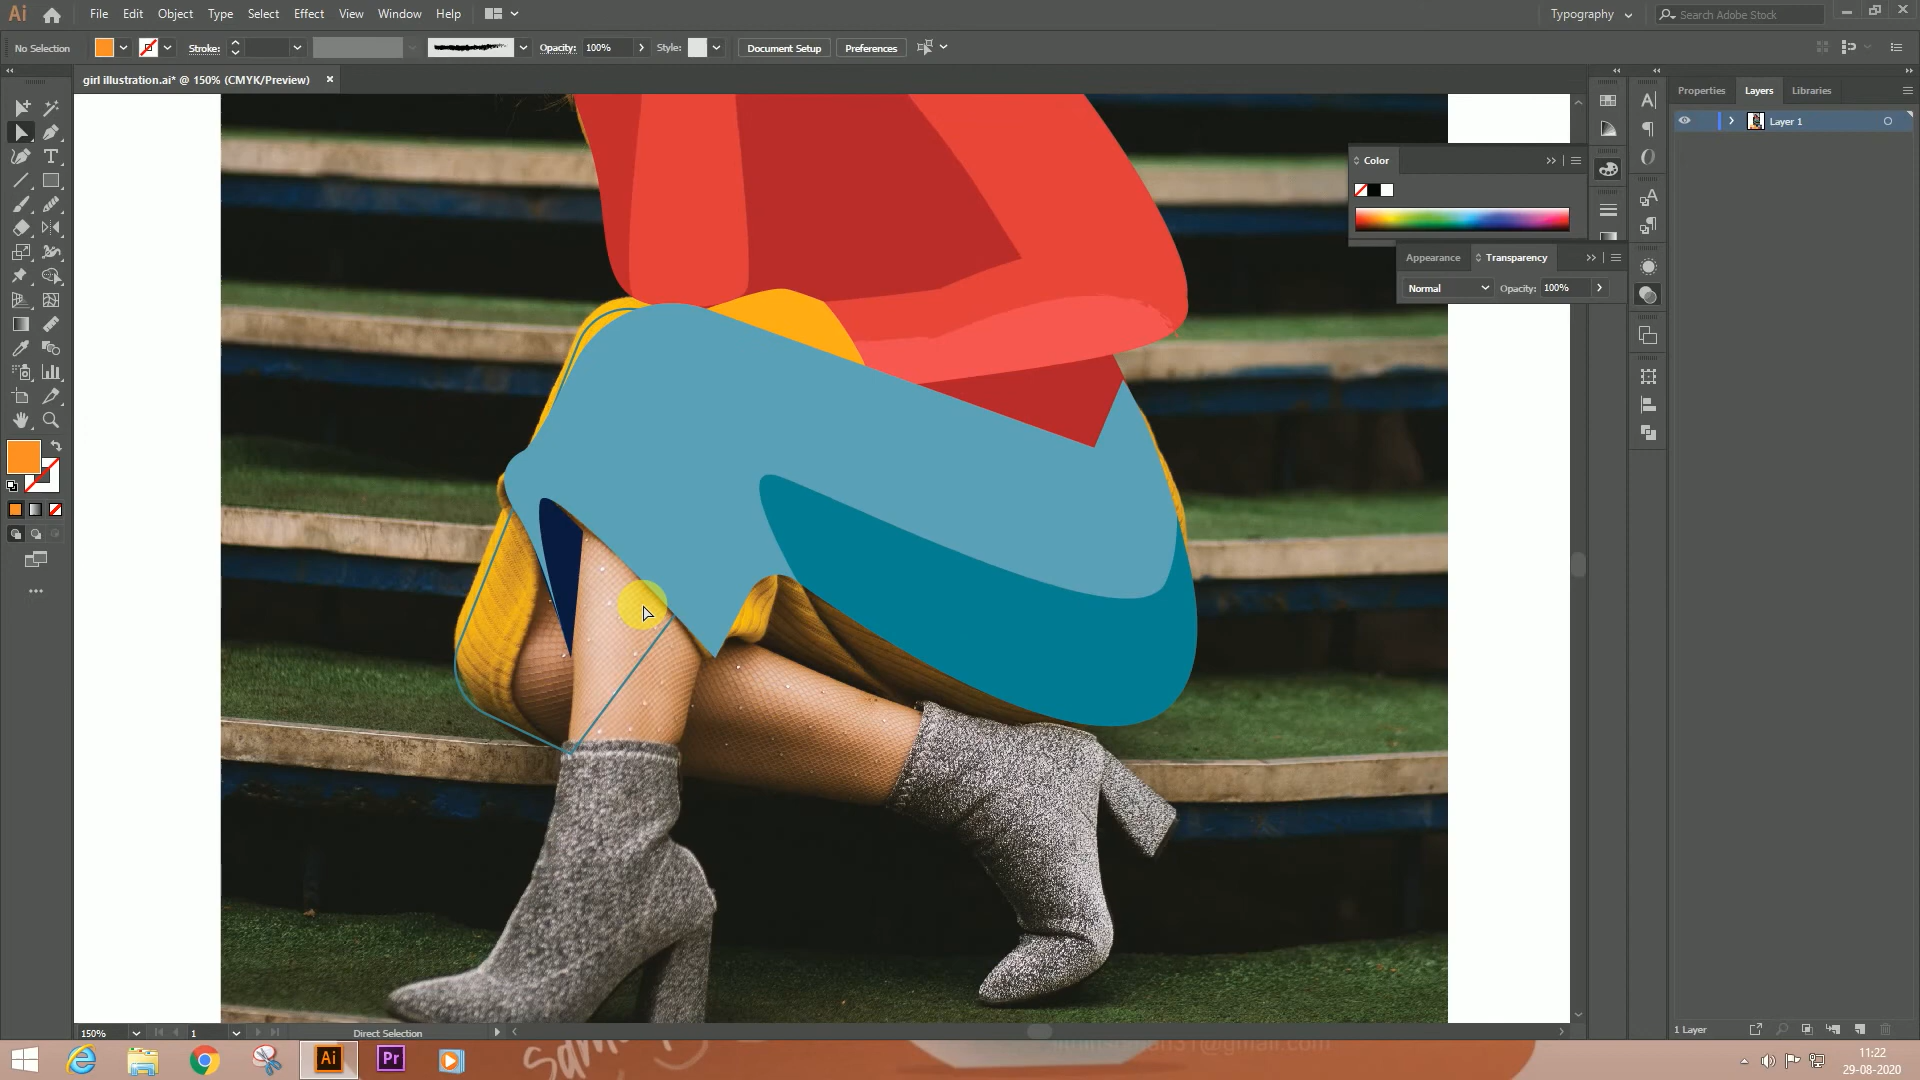 Ai File Edit Object Type Select Effect View Window Help Typography Search Adobe Stock
No Selection Stroke: Opacity: 100% Style: Document Setup Preferences
girl illustration.ai* @ 150% (CMYK/Preview) ×
Properties Layers Libraries
Layer 1
Color
Appearance Transparency
Normal Opacity: 100%
150% 1 Direct Selection
1 Layer
Ai Pr
11:22
29-08-2020